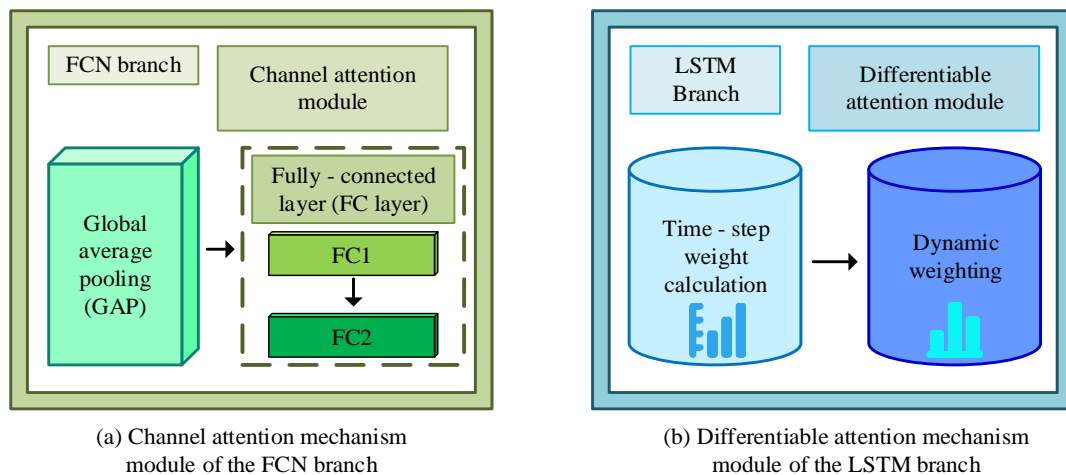 FCN branch
Channel attention
module
Global
average
pooling
(GAP)
Fully - connected
layer (FC layer)
FC1
FC2
(a) Channel attention mechanism
module of the FCN branch
LSTM
Branch
Differentiable
attention module
Time - step
weight
calculation
Dynamic
weighting
(b) Differentiable attention mechanism
module of the LSTM branch